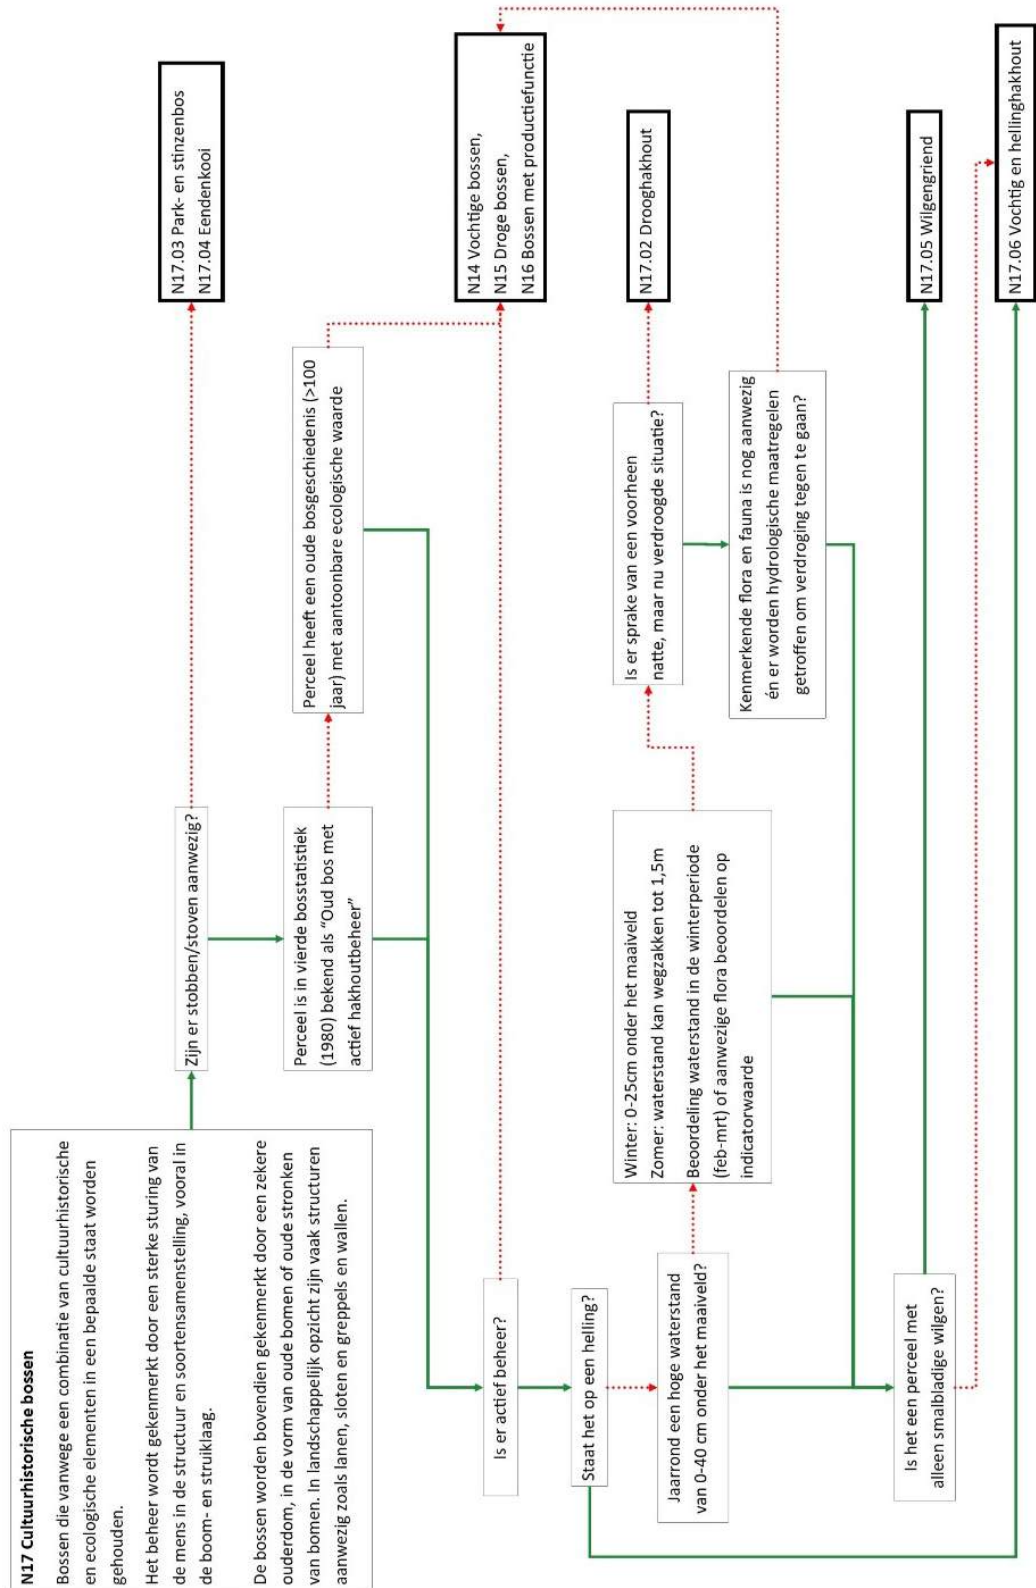 N17 Cultuurhistorische bossen
Bossen die vanwege een combinatie van cultuurhistorische
en ecologische elementen in een bepaalde staat worden
gehouden.
Het beheer wordt gekenmerkt door een sterke sturing van
de mens in de structuur en soortensamenstelling, vooral in
de boom- en struiklaag.
De bossen worden bovendien gekenmerkt door een zekere
ouderdom, in de vorm van oude bomen of oude stronken
van bomen. In landschappelijk opzicht zijn vaak structuren
aanwezig zoals lanen, sloten en greppels en wallen.
Zijn er stobben/stoven aanwezig?
N17.03 Park- en stinzenbos
N17.04 Eendenkooi
Perceel is in vierde bosstatistiek
(1980) bekend als “Oud bos met
actief hakhoutbeheer”
Perceel heeft een oude bosgeschiedenis (>100
jaar) met aantoonbare ecologische waarde
Is er actief beheer?
N14 Vochtige bossen,
N15 Droge bossen,
N16 Bossen met productiefunctie
Staat het op een helling?
Jaarrond een hoge waterstand
van 0-40 cm onder het maaiveld?
Winter: 0-25cm onder het maaiveld
Zomer: waterstand kan wegzakken tot 1,5m
Beoordeling waterstand in de winterperiode
(feb-mrt) of aanwezige flora beoordelen op
indicatorwaarde
Is er sprake van een voorheen
natte, maar nu verdroogde situatie?
N17.02 Drooghakhout
Kenmerkende flora en fauna is nog aanwezig
én er worden hydrologische maatregelen
getroffen om verdroging tegen te gaan?
Is het een perceel met
alleen smalbladige wilgen?
N17.05 Wilgengriend
N17.06 Vochtig en hellinghakhout